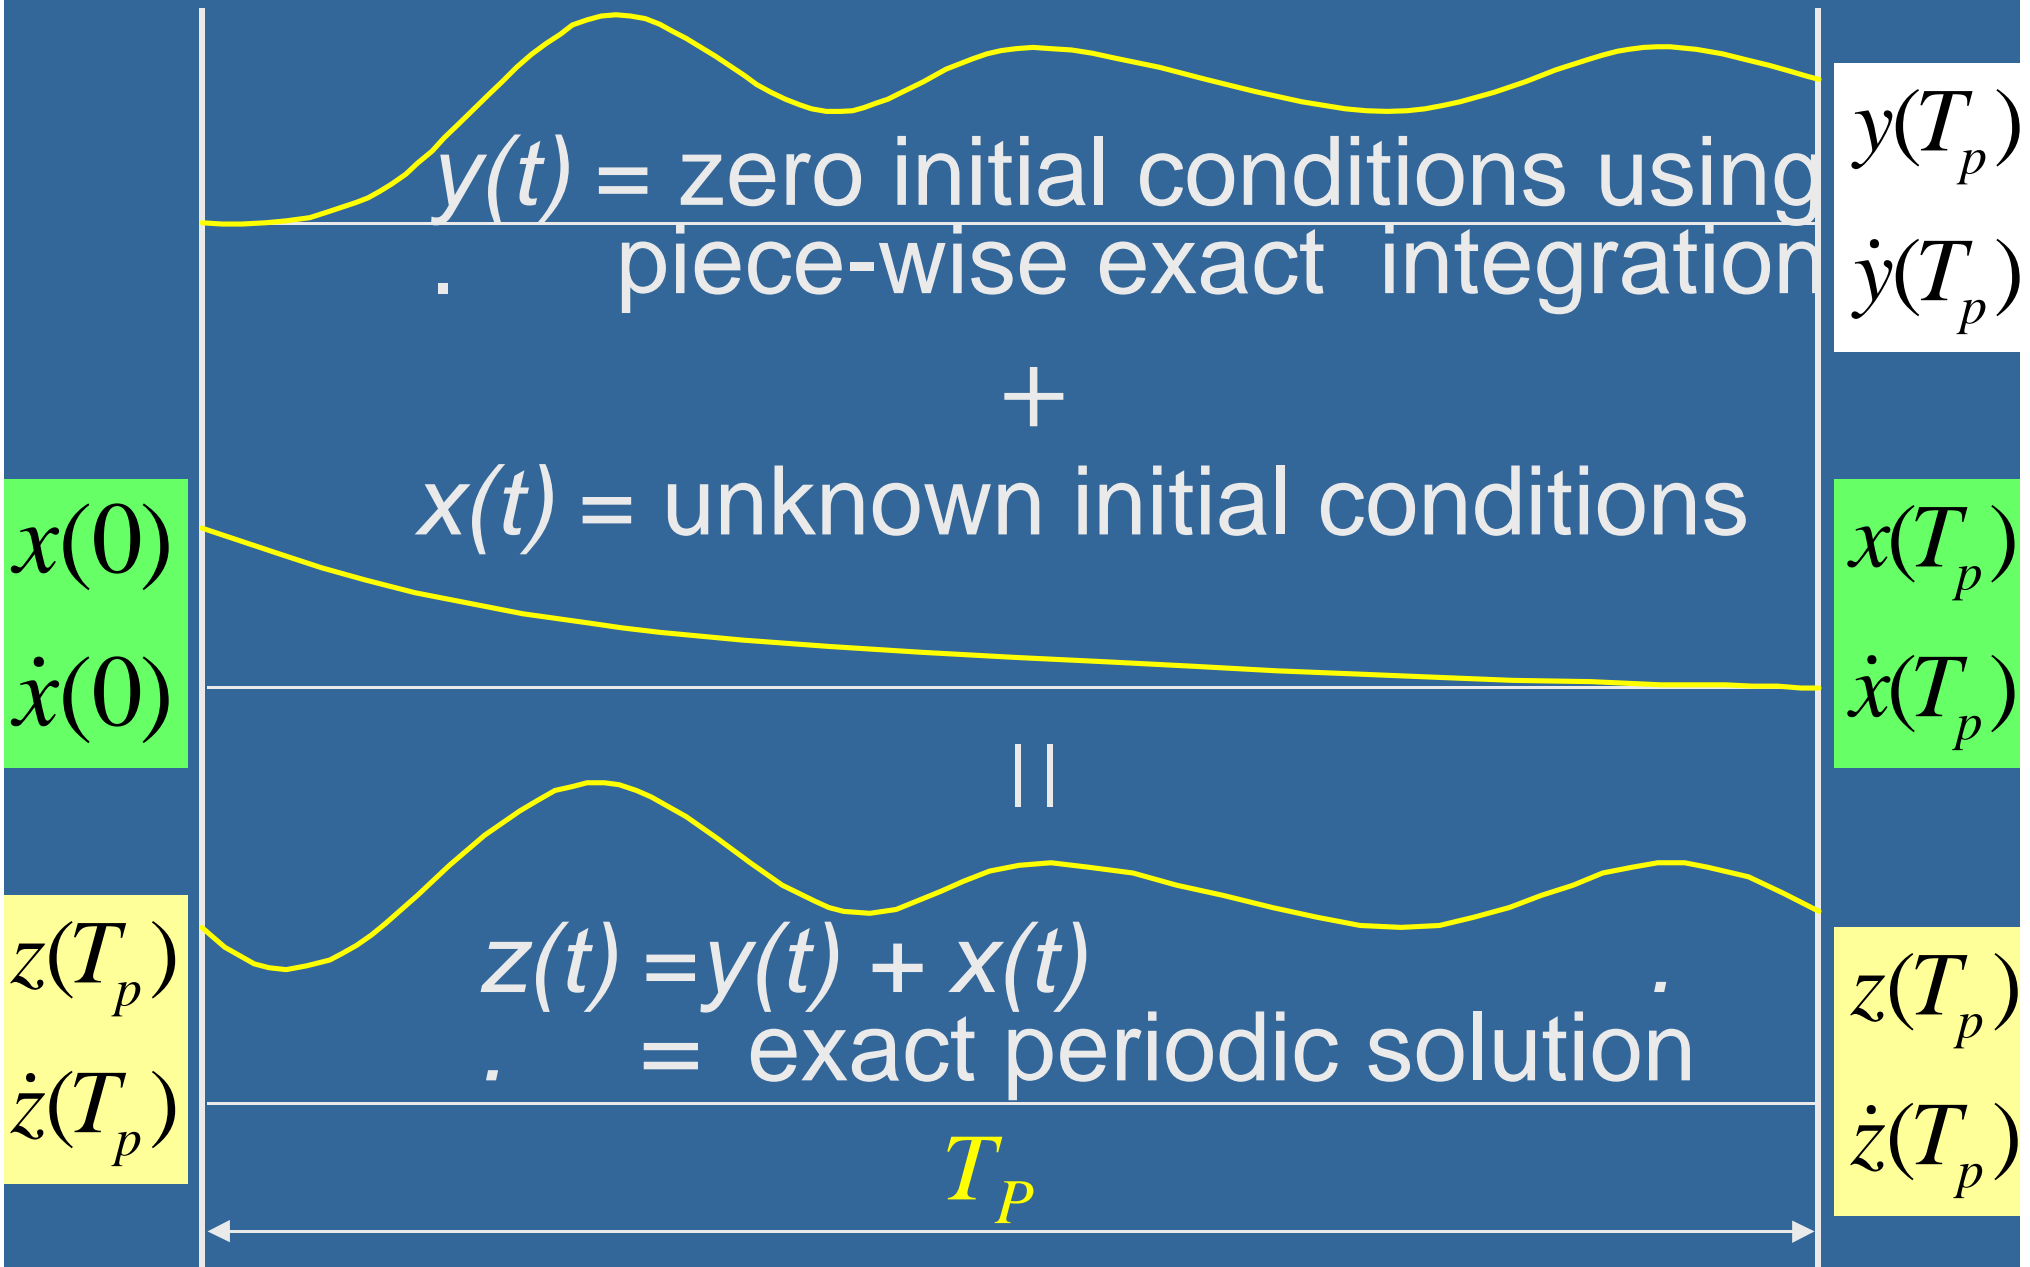 y(T_p)
y(t) = zero initial conditions using
ẏ(T_p)
. piece-wise exact integration
+
x(0)
x(t) = unknown initial conditions
x(T_p)
ẋ(0)
ẋ(T_p)
=
z(T_p)
z(t) =y(t) + x(t) .
z(T_p)
. = exact periodic solution
ż(T_p)
ż(T_p)
T_P